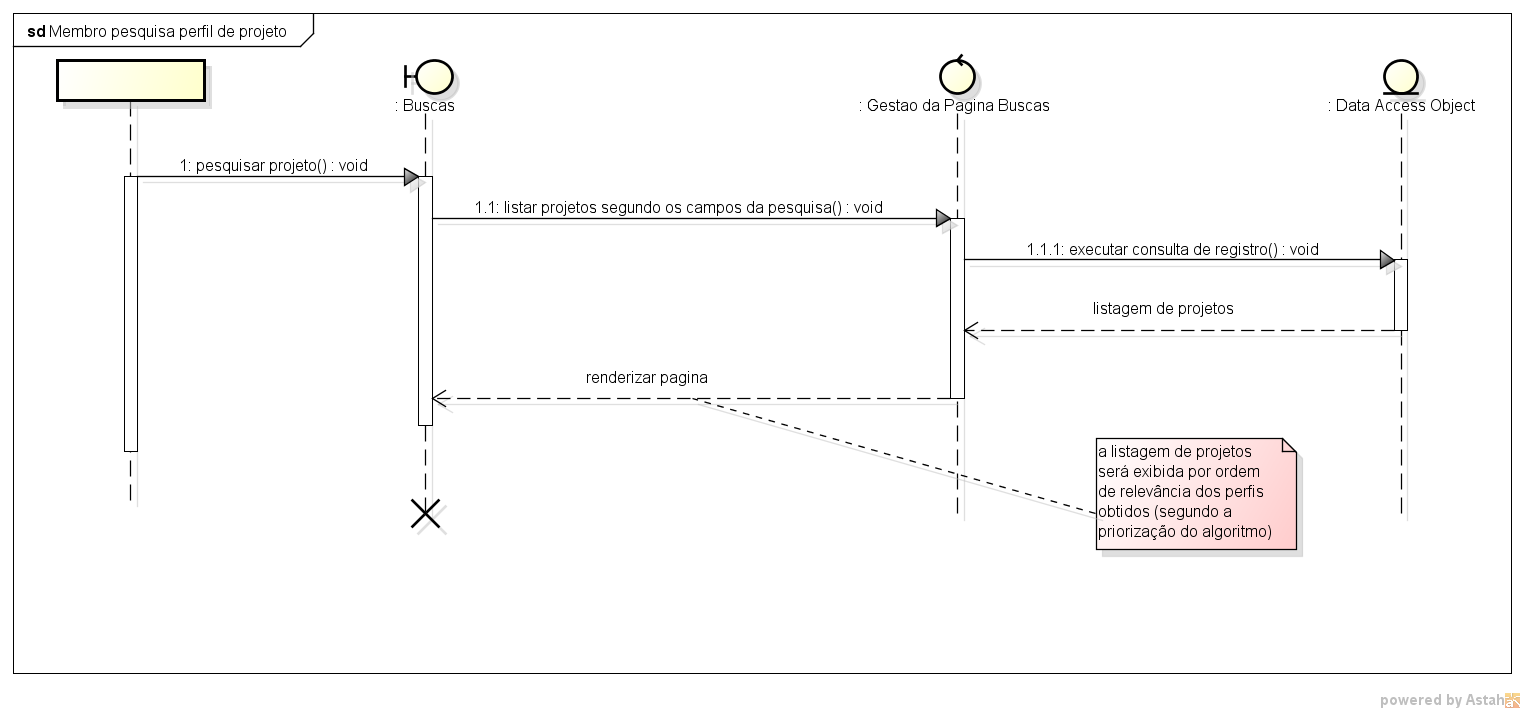 sd Membro pesquisa perfil de projeto
: Buscas
: Gestao da Pagina Buscas
: Data Access Object
1: pesquisar projeto() : void
1.1: listar projetos segundo os campos da pesquisa() : void
1.1.1: executar consulta de registro() : void
listagem de projetos
renderizar pagina
a listagem de projetos
será exibida por ordem
de relevância dos perfis
obtidos (segundo a
priorização do algoritmo)
powered by Astah